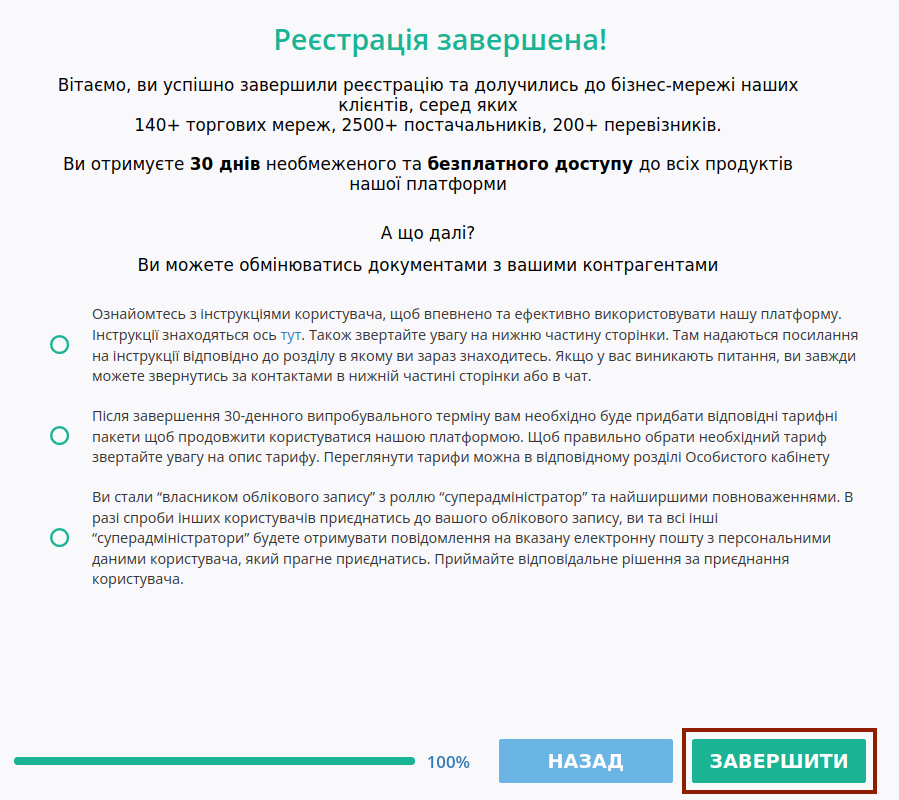 Реєстрація завершена!
Вітаємо, ви успішно завершили реєстрацію та долучились до бізнес-мережі наших
клієнтів, серед яких
140+ торгових мереж, 2500+ постачальників, 200+ перевізників.
Ви отримуєте 30 днів необмеженого та безплатного доступу до всіх продуктів
нашої платформи
А що далі?
Ви можете обмінюватись документами з вашими контрагентами
Ознайомтесь з інструкціями користувача, щоб впевнено та ефективно використовувати нашу платформу.
Інструкції знаходяться ось тут. Також звертайте увагу на нижню частину сторінки. Там надаються посилання
на інструкції відповідно до розділу в якому ви зараз знаходитесь. Якщо у вас виникають питання, ви завжди
можете звернутись за контактами в нижній частині сторінки або в чат.
Після завершення 30-денного випробувального терміну вам необхідно буде придбати відповідні тарифні
пакети щоб продовжити користуватися нашою платформою. Щоб правильно обрати необхідний тариф
звертайте увагу на опис тарифу. Переглянути тарифи можна в відповідному розділі Особистого кабінету
Ви стали “власником облікового запису” з роллю “суперадміністратор” та найширшими повноваженнями. В
разі спроби інших користувачів приєднатись до вашого облікового запису, ви та всі інші
“суперадміністратори” будете отримувати повідомлення на вказану електронну пошту з персональними
даними користувача, який прагне приєднатись. Приймайте відповідальне рішення за приєднання
користувача.
100% НАЗАД ЗАВЕРШИТИ